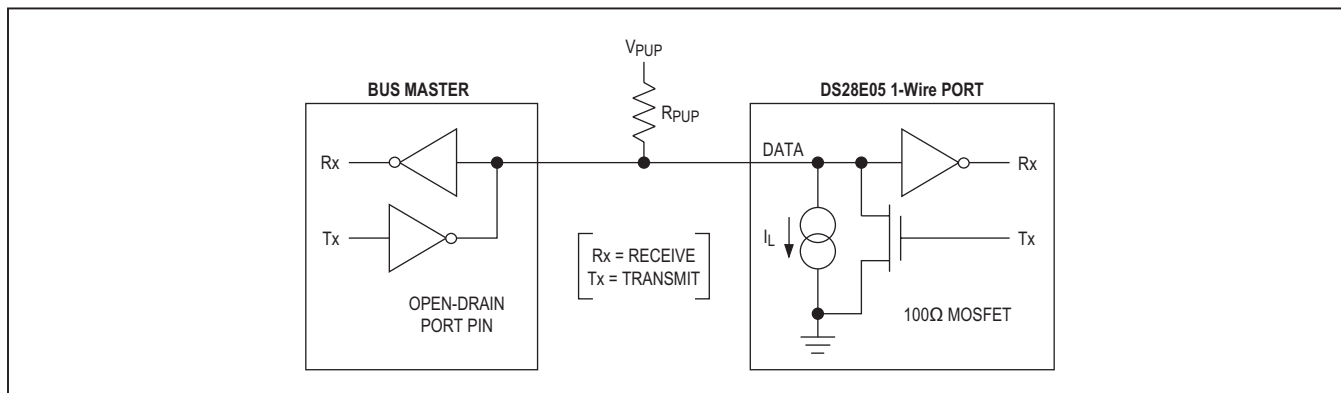 VPUP
BUS MASTER
DS28E05 1-Wire PORT
RPUP
Rx
DATA
Rx
Tx
IL
Tx
Rx = RECEIVE
Tx = TRANSMIT
OPEN-DRAIN
PORT PIN
100Ω MOSFET